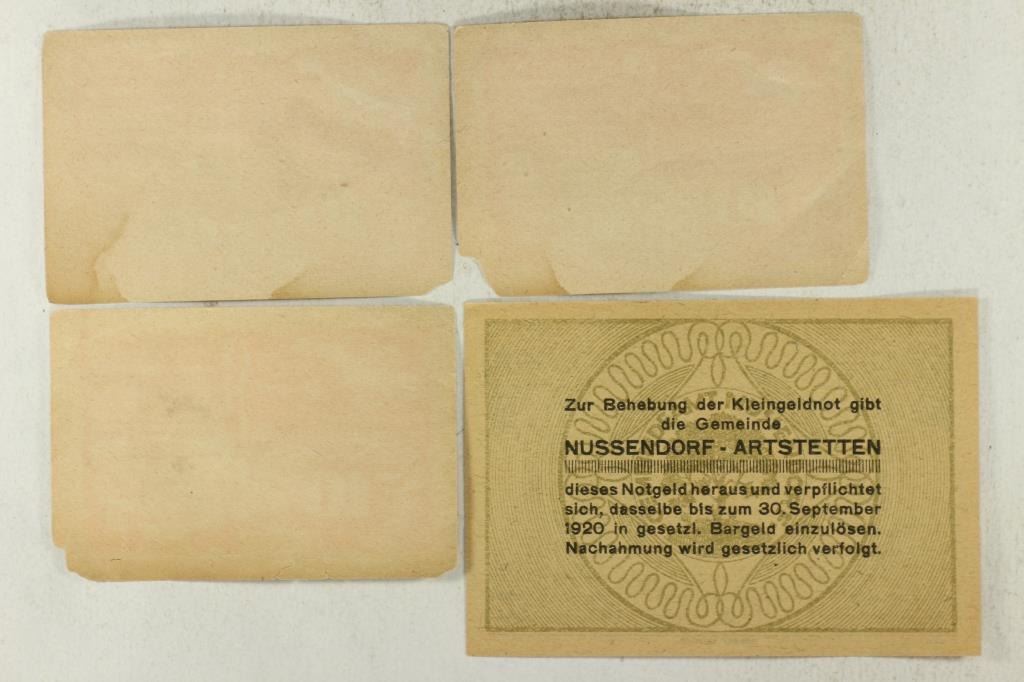 Zur Behebung der Kleingeldnot gibt
die Gemeinde
NUSSENDORF - ARTSTETTEN
dieses Notgeld heraus und verpflichtet
sich, dasselbe bis zum 30. September
1920 in gesetzl. Bargeld einzulösen.
Nachahmung wird gesetzlich verfolgt.